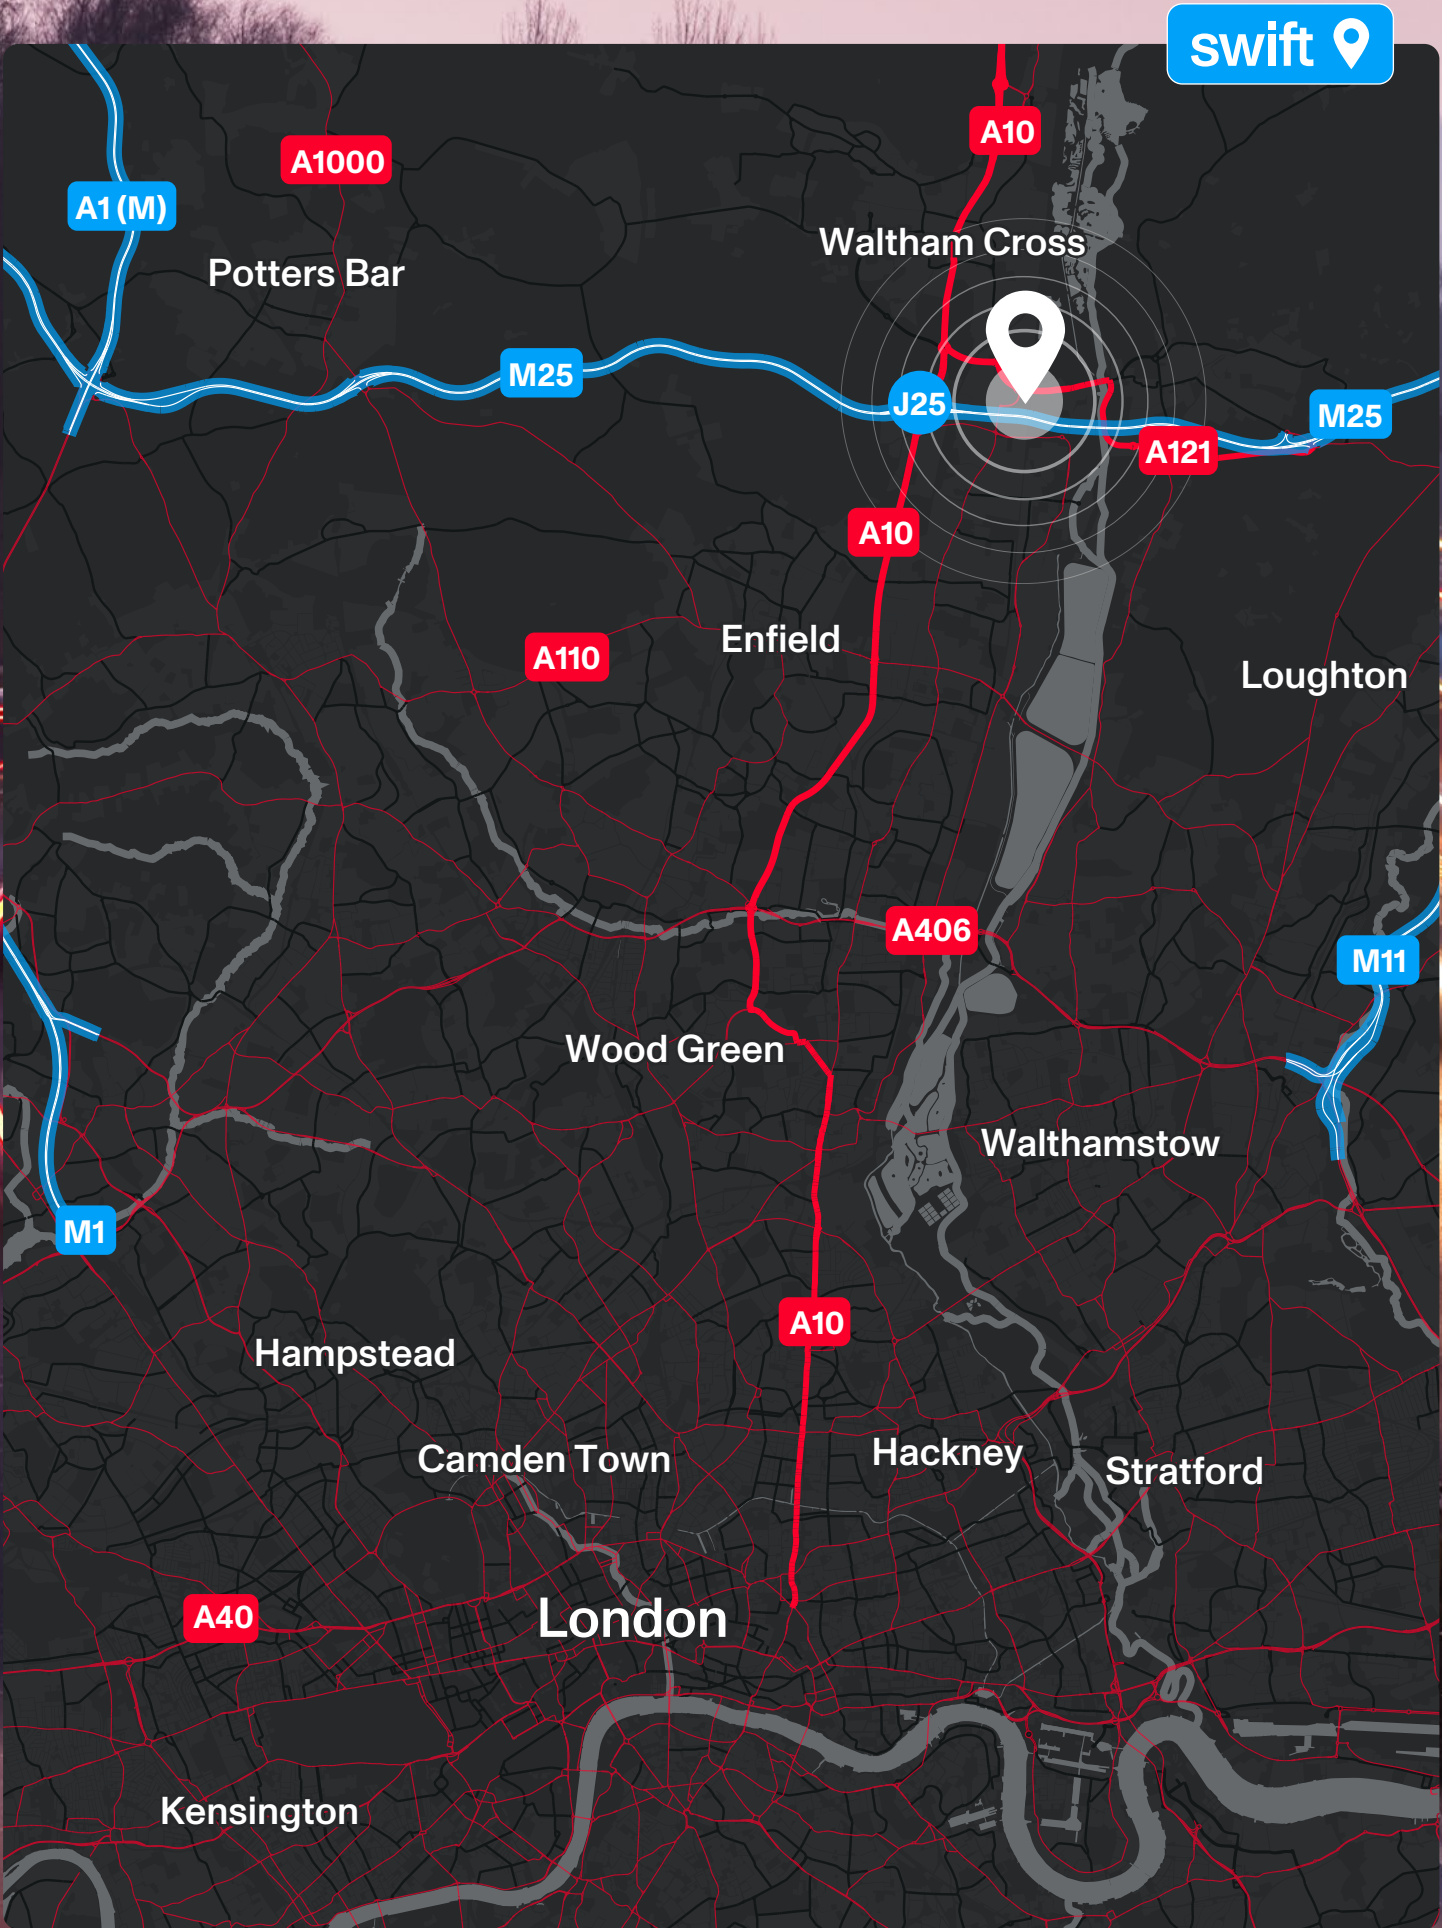 swift
A10
A1000
A1(M)
Waltham Cross
Potters Bar
M25
J25
M25
A121
A10
Enfield
A110
Loughton
A406
M11
Wood Green
Walthamstow
M1
A10
Hampstead
Hackney
Camden Town
Stratford
A40
London
Kensington